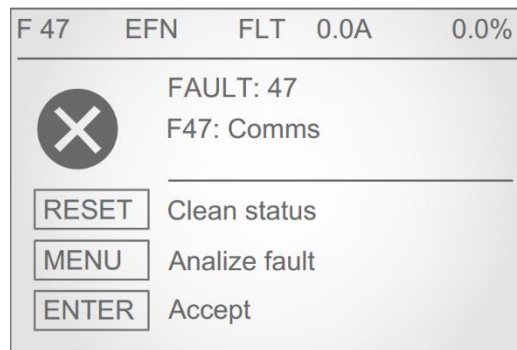 F 47 EFN FLT 0.0A 0.0%
FAULT: 47
F47: Comms
RESET Clean status
MENU Analize fault
ENTER Accept